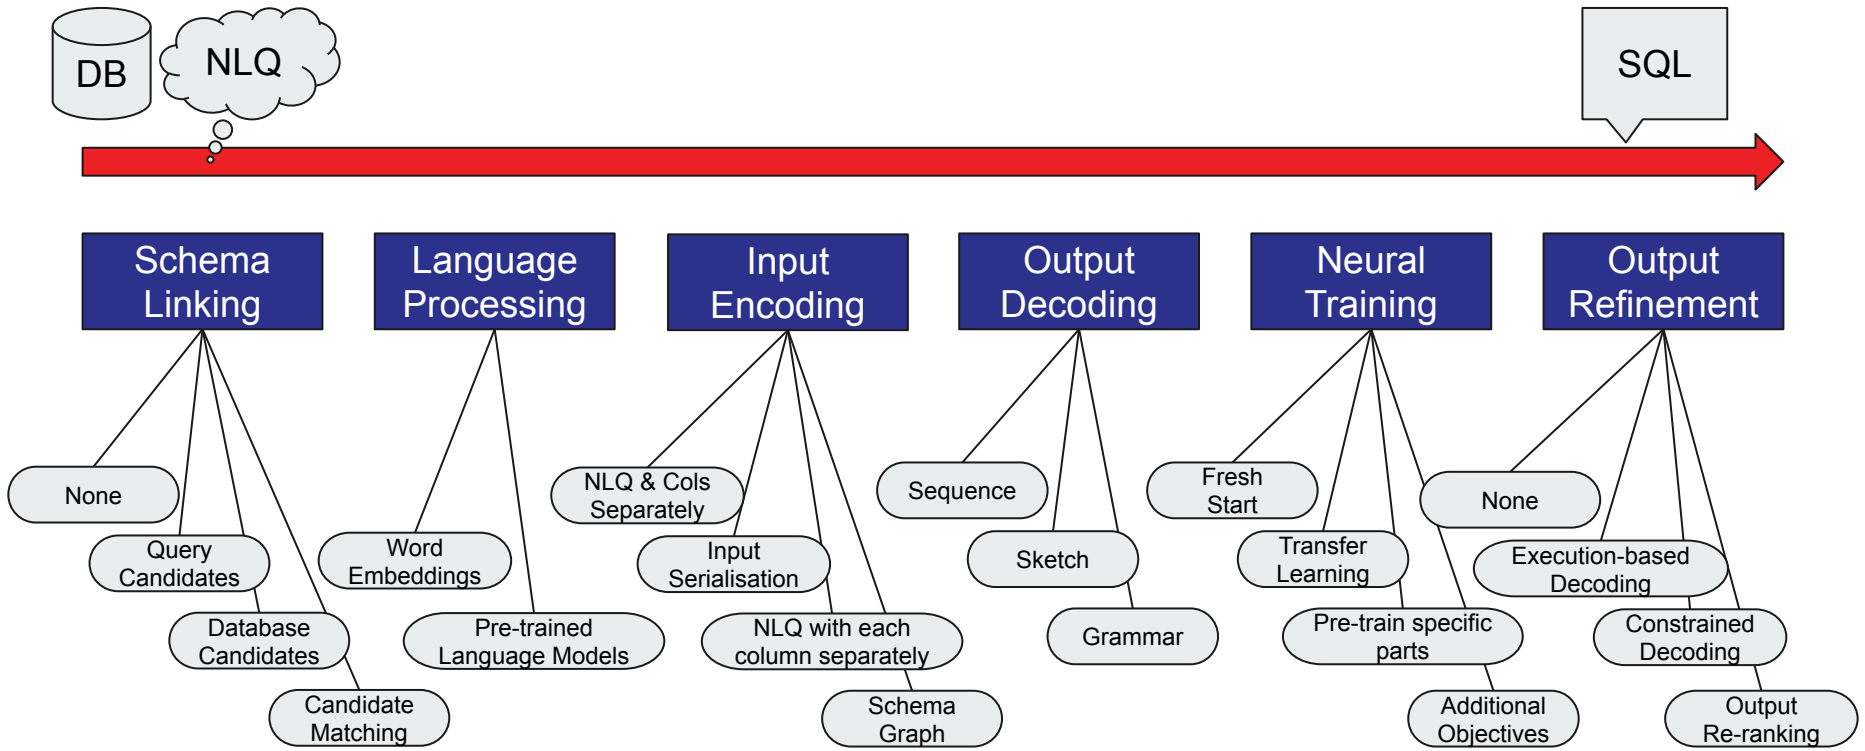 DB
NLQ
SQL
Schema
Linking
Language
Processing
Input
Encoding
Output
Decoding
Neural
Training
Output
Refinement
None
Query
Candidates
Database
Candidates
Candidate
Matching
Word
Embeddings
Pre-trained
Language Models
NLQ & Cols
Separately
Input
Serialisation
NLQ with each
column separately
Schema
Graph
Sequence
Sketch
Grammar
Fresh
Start
Transfer
Learning
Pre-train specific
parts
Additional
Objectives
None
Execution-based
Decoding
Constrained
Decoding
Output
Re-ranking